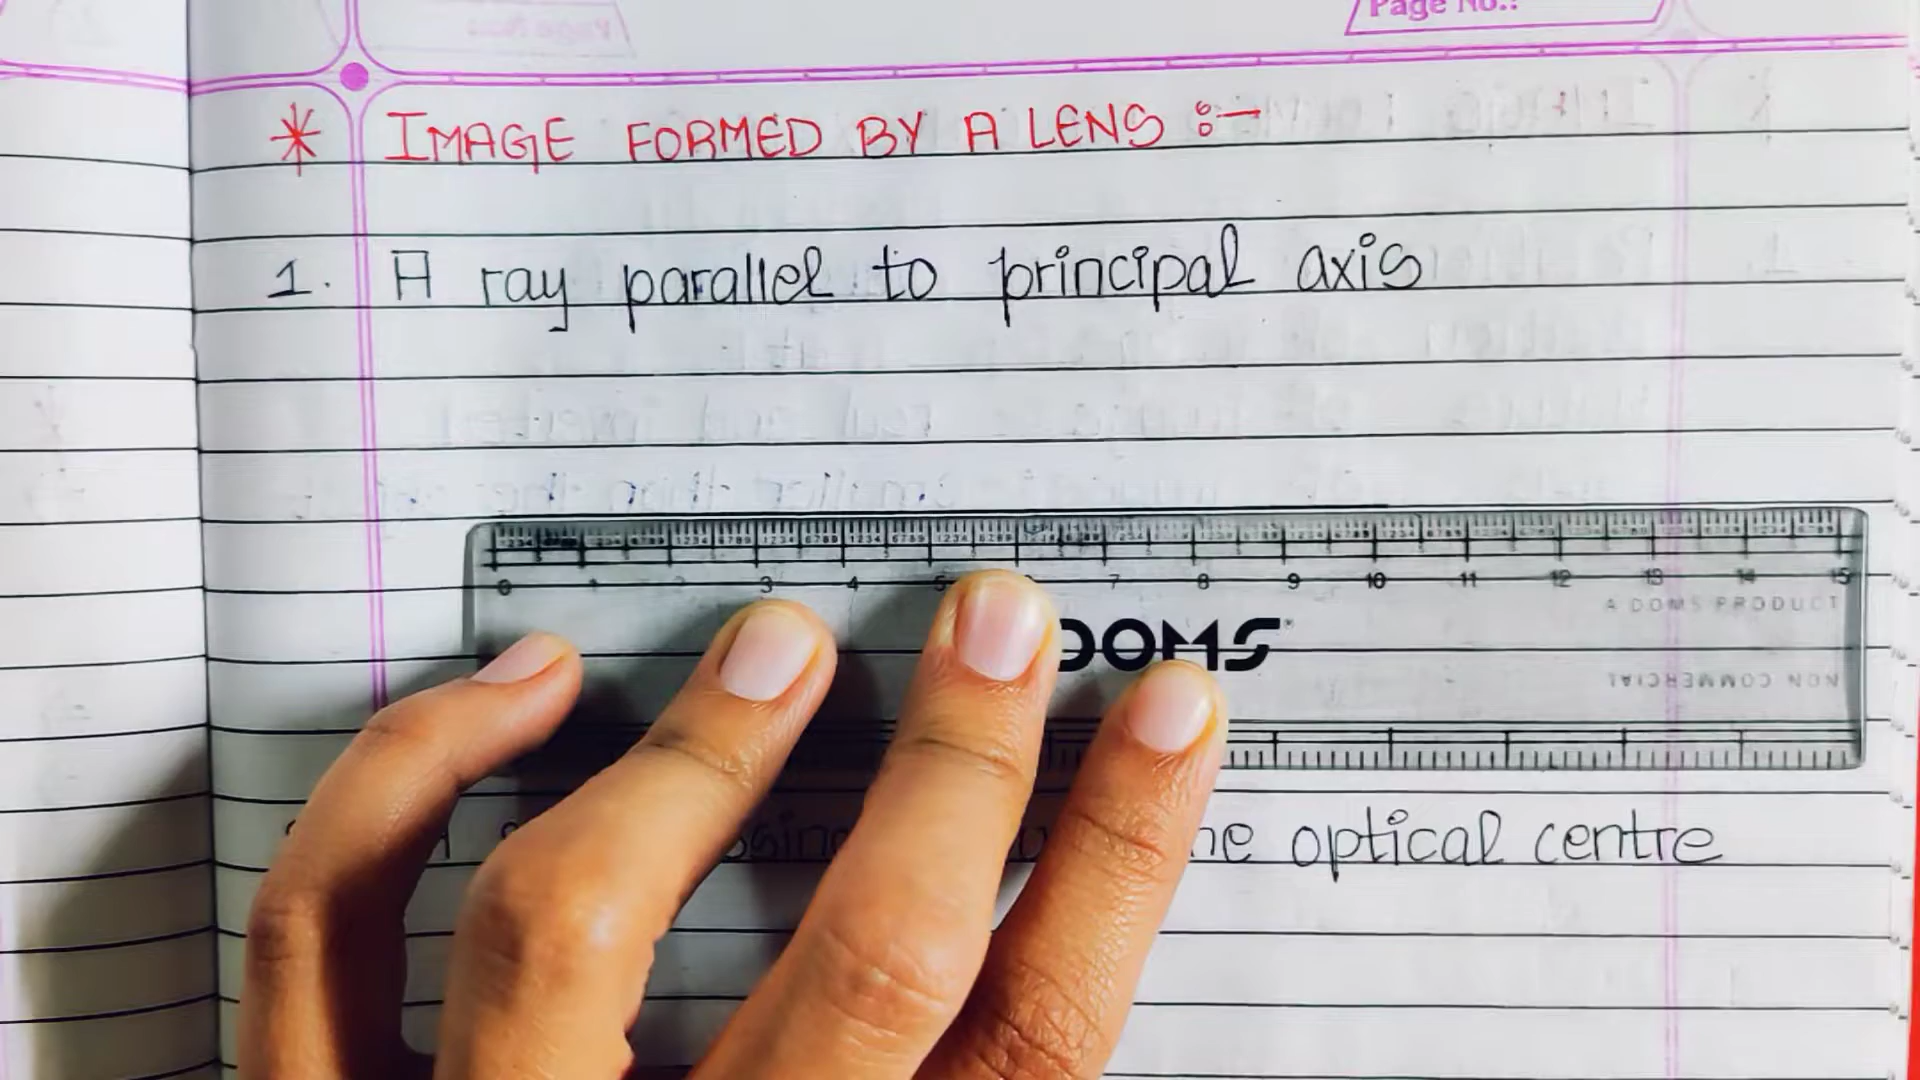 Page No.:
* IMAGE FORMED BY A LENS :-
1. A ray parallel to principal axis
0 1 2 3 4 5 6 7 8 9 10 11 12 13 14 15
A DOMS PRODUCT
DOMS
NON COMMERCIAL
optical centre